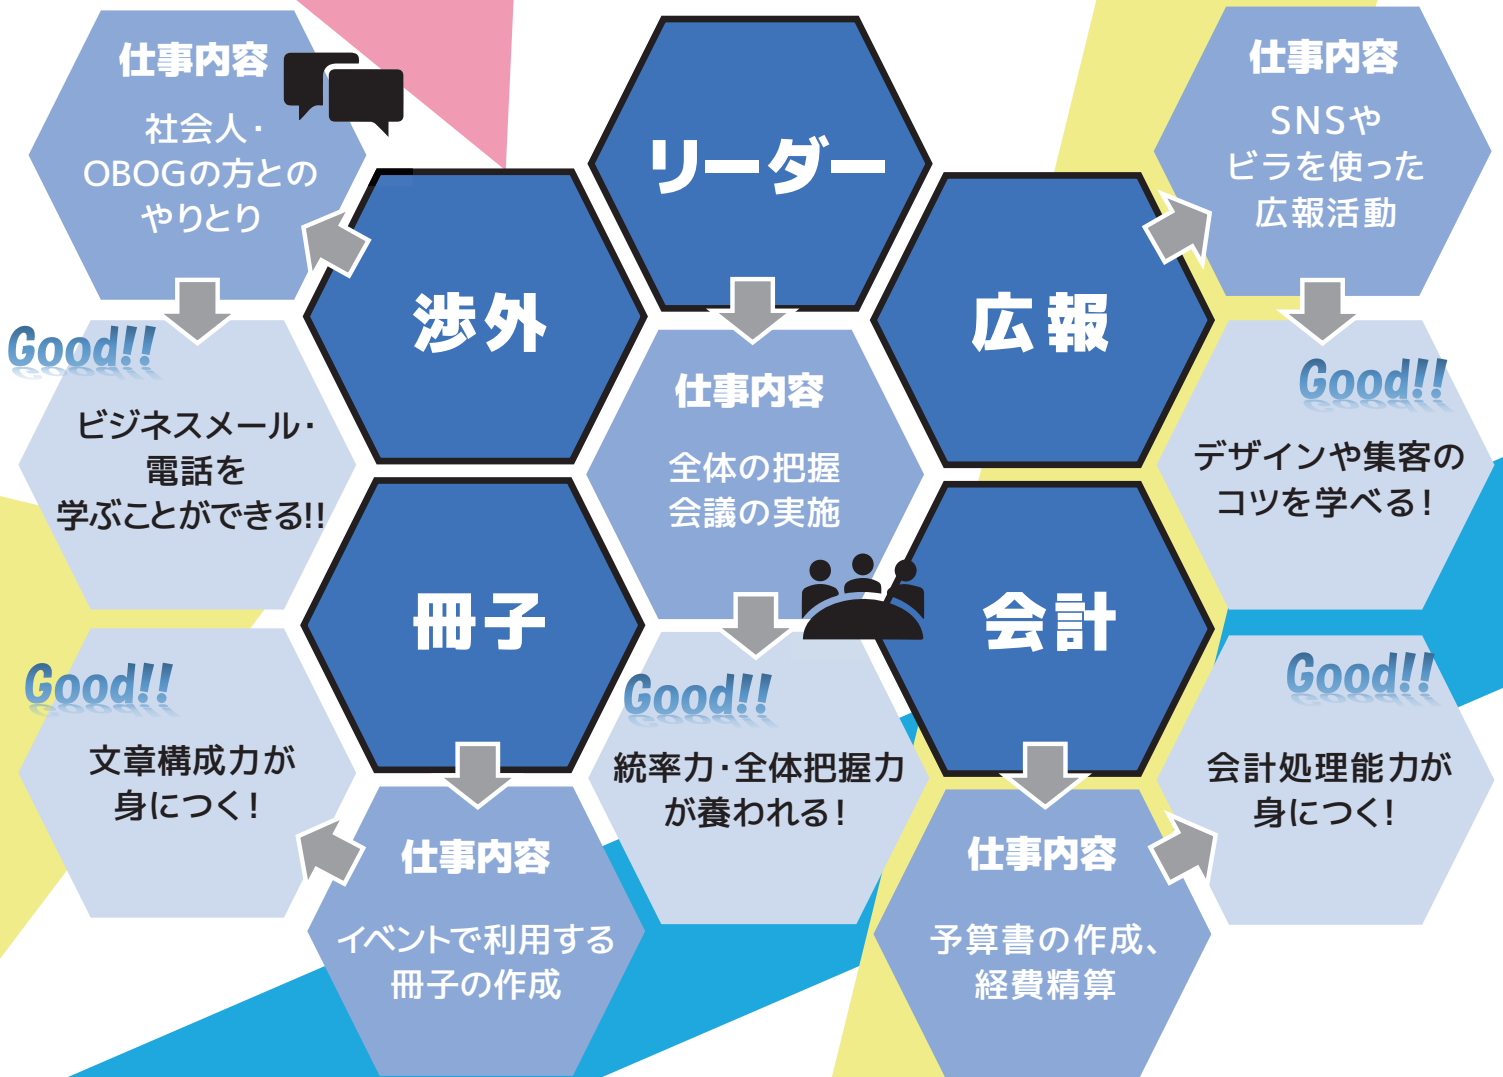 リーダー
仕事内容
全体の把握
会議の実施
Good!!
統率力・全体把握力
が養われる！
渉外
仕事内容
社会人・
OBOGの方との
やりとり
Good!!
ビジネスメール・
電話を
学ぶことができる!!
広報
仕事内容
SNSや
ビラを使った
広報活動
Good!!
デザインや集客の
コツを学べる！
冊子
仕事内容
イベントで利用する
冊子の作成
Good!!
文章構成力が
身につく！
会計
仕事内容
予算書の作成、
経費精算
Good!!
会計処理能力が
身につく！